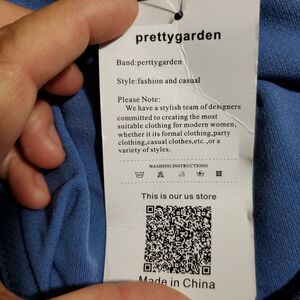 prettygarden
Band:perttygarden
Style:fashion and casual
Please Note:
We have a stylish team of designers
committed to creating the most
suitable clothing for modern women,
whether it is formal clothing,party
clothing,casual clothes,etc.,or a
variety of styles.
WASHING INSTRUCTIONS
This is our us store
Made in China